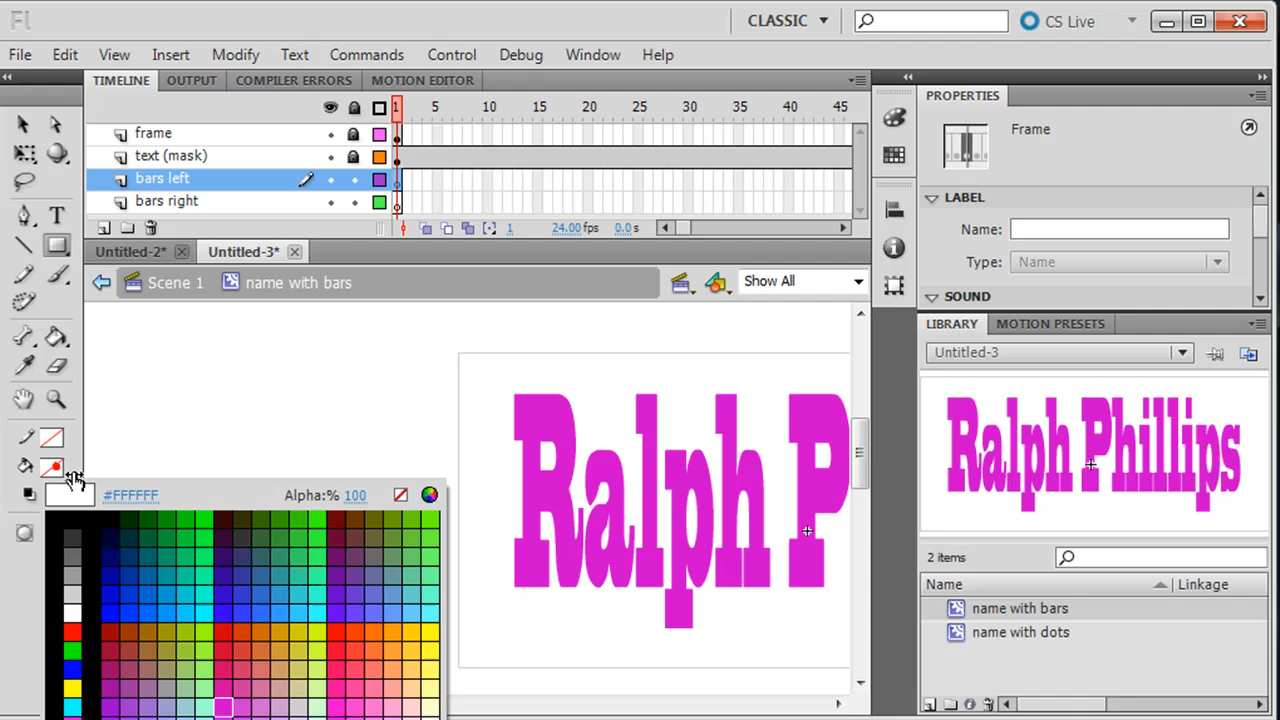 Fl CLASSIC CS Live
File Edit View Insert Modify Text Commands Control Debug Window Help
TIMELINE OUTPUT COMPILER ERRORS MOTION EDITOR
1 5 10 15 20 25 30 35 40 45
frame
text (mask)
bars left
bars right
1 24.00 fps 0.0 s
Untitled-2* Untitled-3*
Scene 1 name with bars Show All
Ralph P
#FFFFFF Alpha:% 100
PROPERTIES
Frame
LABEL
Name:
Type: Name
SOUND
LIBRARY MOTION PRESETS
Untitled-3
Ralph Phillips
2 items
Name Linkage
name with bars
name with dots